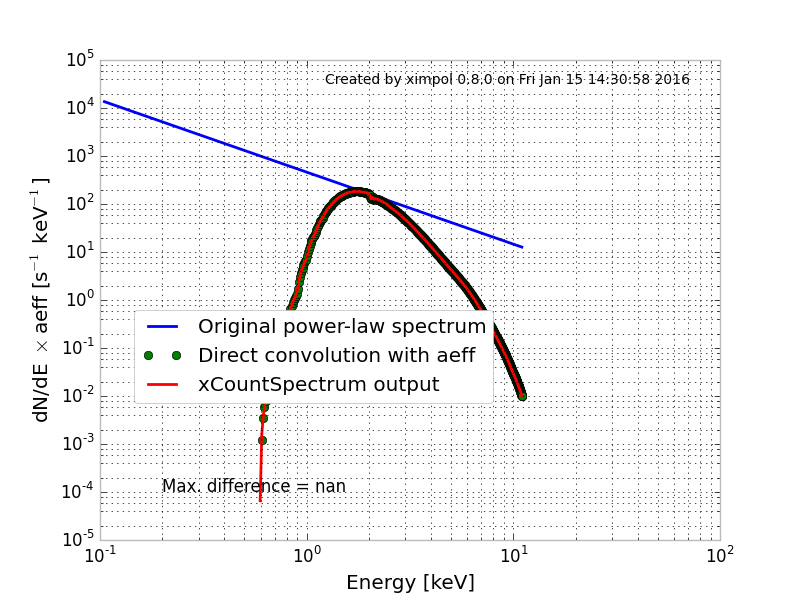 Created by ximpol 0.8.0 on Fri Jan 15 14:30:58 2016
10^5
10^4
10^3
10^2
10^1
10^0
10^-1
10^-2
10^-3
10^-4
10^-5
dN/dE × aeff [s^−1 keV^−1]
Original power-law spectrum
Direct convolution with aeff
xCountSpectrum output
Max. difference = nan
10^-1 10^0 10^1 10^2
Energy [keV]